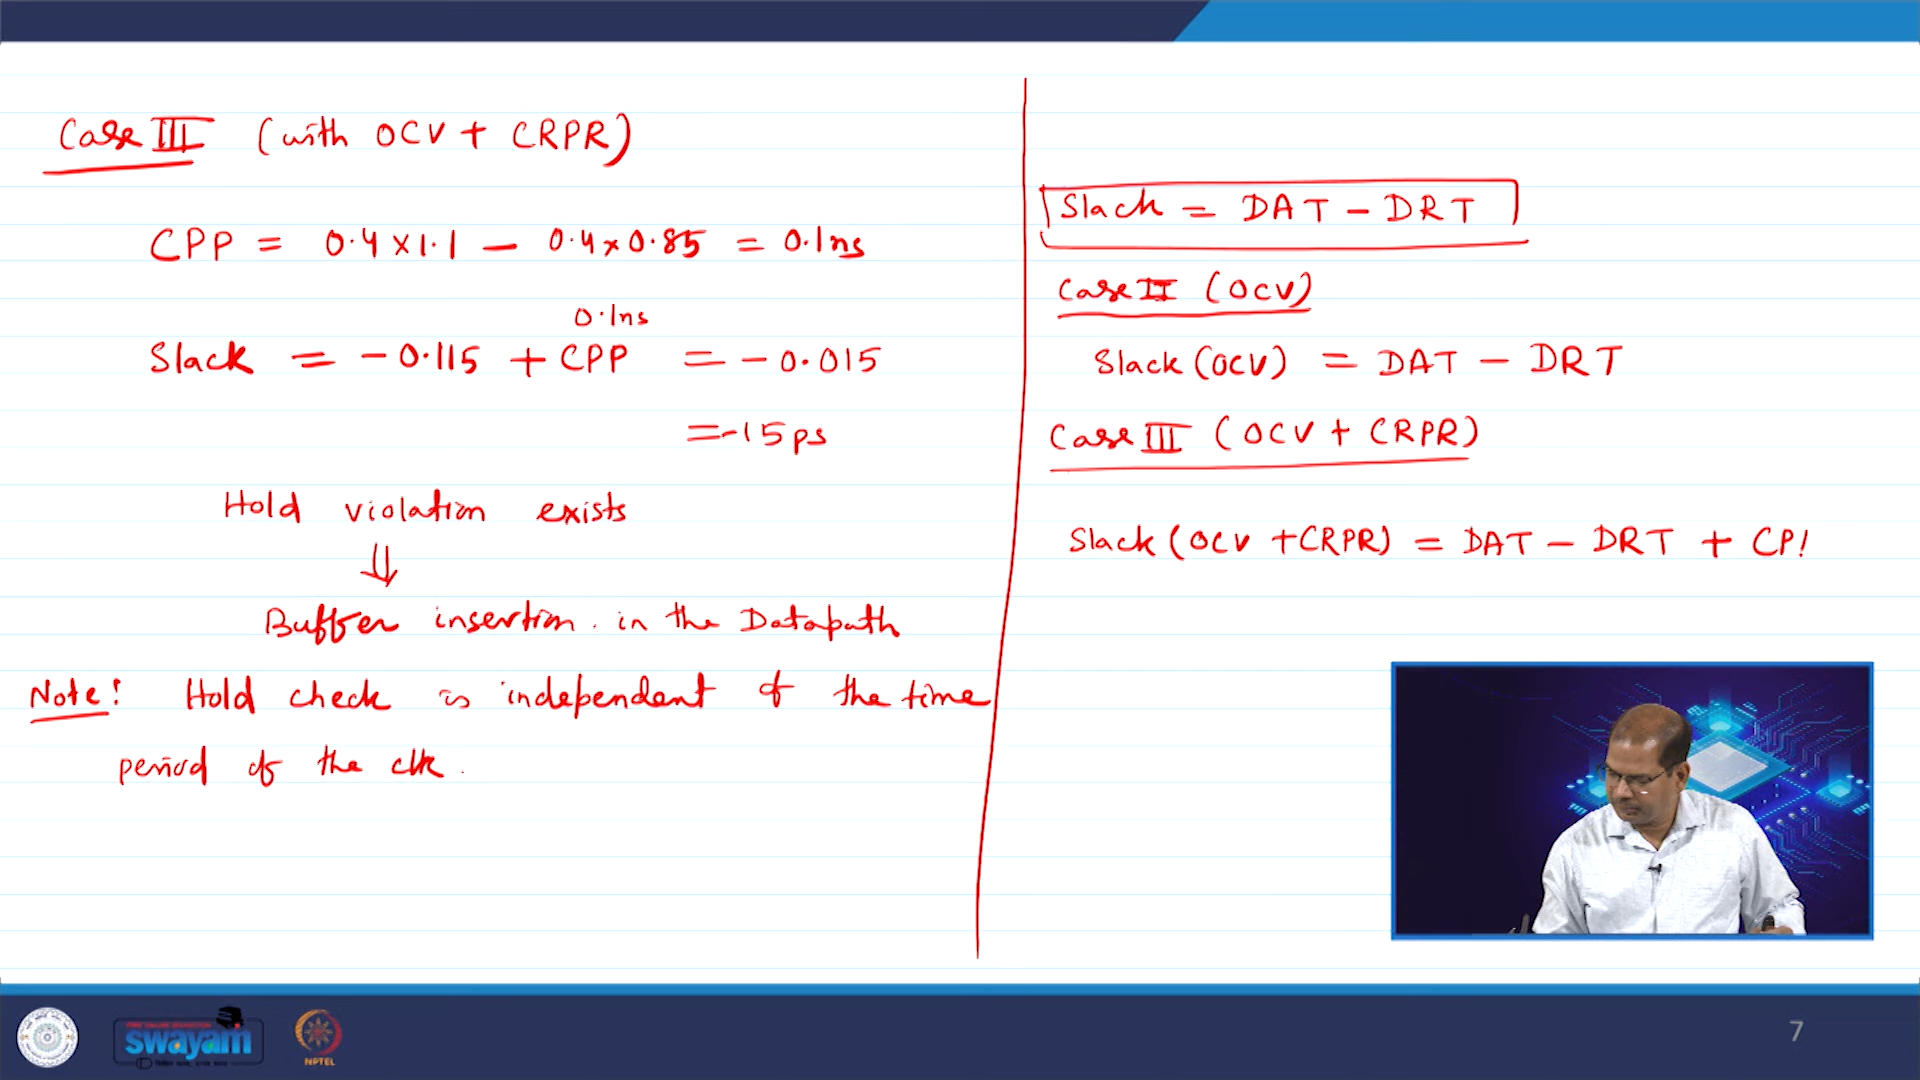 Case III (with OCV + CRPR)
CPP = 0.4 x 1.1 - 0.4 x 0.85 = 0.1ns
0.1ns
Slack = -0.115 + CPP = -0.015
= -15ps
Hold violation exists
⇓
Buffer insertion. in the Datapath
Note! Hold check is independent of the time
period of the clk.
Slack = DAT - DRT
Case II (OCV)
Slack (OCV) = DAT - DRT
Case III (OCV + CRPR)
Slack (OCV + CRPR) = DAT - DRT + CP
swayam
NPTEL
7